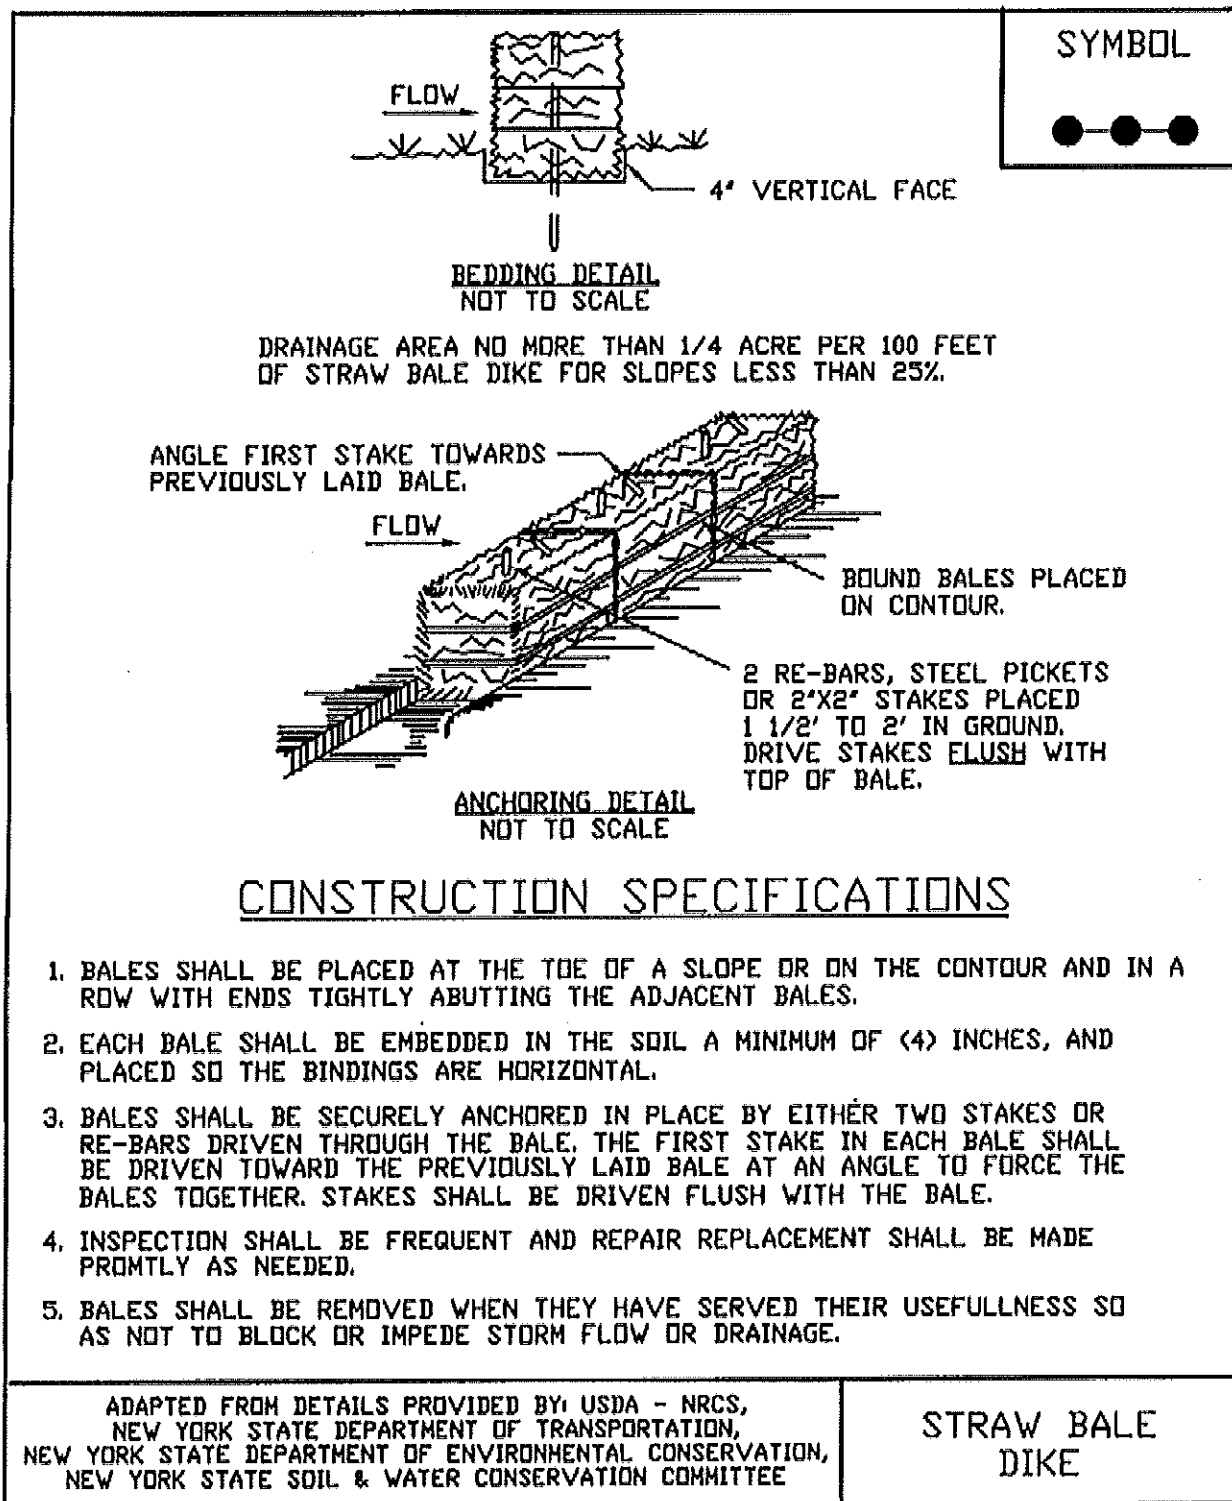 SYMBOL
FLOW
4" VERTICAL FACE
BEDDING DETAIL
NOT TO SCALE
DRAINAGE AREA NO MORE THAN 1/4 ACRE PER 100 FEET
OF STRAW BALE DIKE FOR SLOPES LESS THAN 25%.
ANGLE FIRST STAKE TOWARDS
PREVIOUSLY LAID BALE.
FLOW
BOUND BALES PLACED
ON CONTOUR.
2 RE-BARS, STEEL PICKETS
OR 2"X2" STAKES PLACED
1 1/2' TO 2' IN GROUND.
DRIVE STAKES FLUSH WITH
TOP OF BALE.
ANCHORING DETAIL
NOT TO SCALE
CONSTRUCTION SPECIFICATIONS
1. BALES SHALL BE PLACED AT THE TOE OF A SLOPE OR ON THE CONTOUR AND IN A
ROW WITH ENDS TIGHTLY ABUTTING THE ADJACENT BALES.
2. EACH BALE SHALL BE EMBEDDED IN THE SOIL A MINIMUM OF (4) INCHES, AND
PLACED SO THE BINDINGS ARE HORIZONTAL.
3. BALES SHALL BE SECURELY ANCHORED IN PLACE BY EITHER TWO STAKES OR
RE-BARS DRIVEN THROUGH THE BALE. THE FIRST STAKE IN EACH BALE SHALL
BE DRIVEN TOWARD THE PREVIOUSLY LAID BALE AT AN ANGLE TO FORCE THE
BALES TOGETHER. STAKES SHALL BE DRIVEN FLUSH WITH THE BALE.
4. INSPECTION SHALL BE FREQUENT AND REPAIR REPLACEMENT SHALL BE MADE
PROMTLY AS NEEDED.
5. BALES SHALL BE REMOVED WHEN THEY HAVE SERVED THEIR USEFULLNESS SO
AS NOT TO BLOCK OR IMPEDE STORM FLOW OR DRAINAGE.
ADAPTED FROM DETAILS PROVIDED BY: USDA - NRCS,
NEW YORK STATE DEPARTMENT OF TRANSPORTATION,
NEW YORK STATE DEPARTMENT OF ENVIRONMENTAL CONSERVATION,
NEW YORK STATE SOIL & WATER CONSERVATION COMMITTEE
STRAW BALE
DIKE